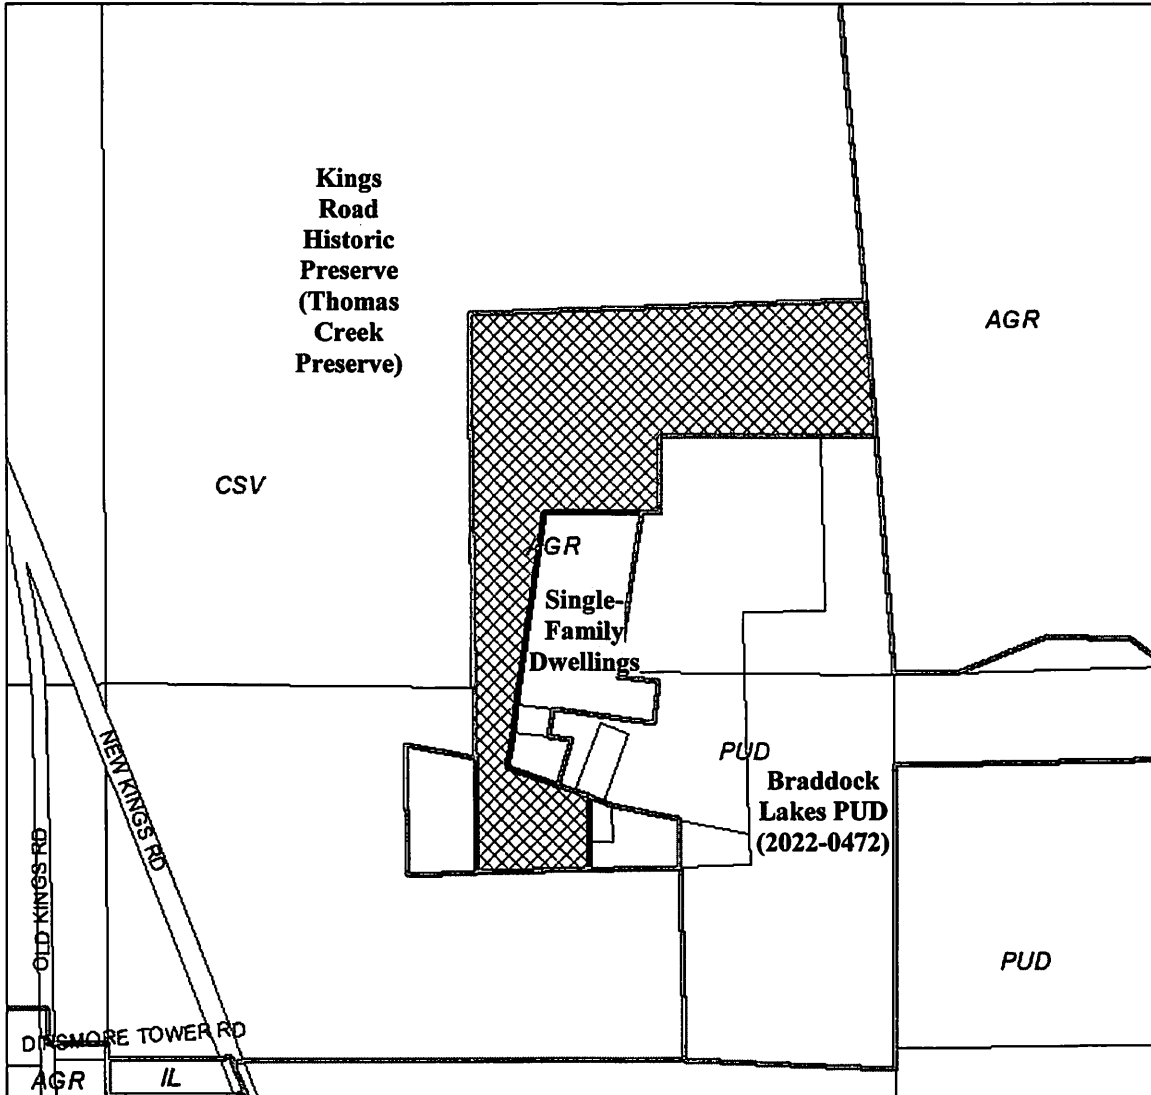 Kings
Road
Historic
Preserve
(Thomas
Creek
Preserve)
AGR
CSV
AGR
Single-
Family
Dwellings
PUD
Braddock
Lakes PUD
(2022-0472)
NEW KINGS RD
OLD KINGS RD
PUD
DINSMORE TOWER RD
AGR
IL